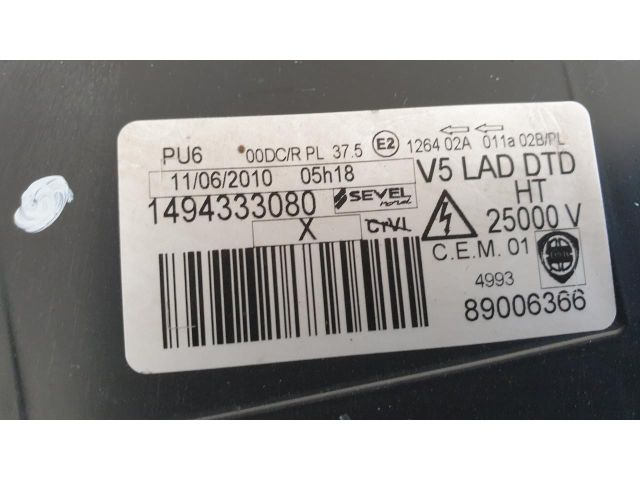 PU6 00DC/R PL 37.5 E2 1264 02A 011a 02B/PL
11/06/2010 05h18 V5 LAD DTD
1494333080 SEVEL nord HT
X 25000 V
C.E.M. 01
4993
89006366